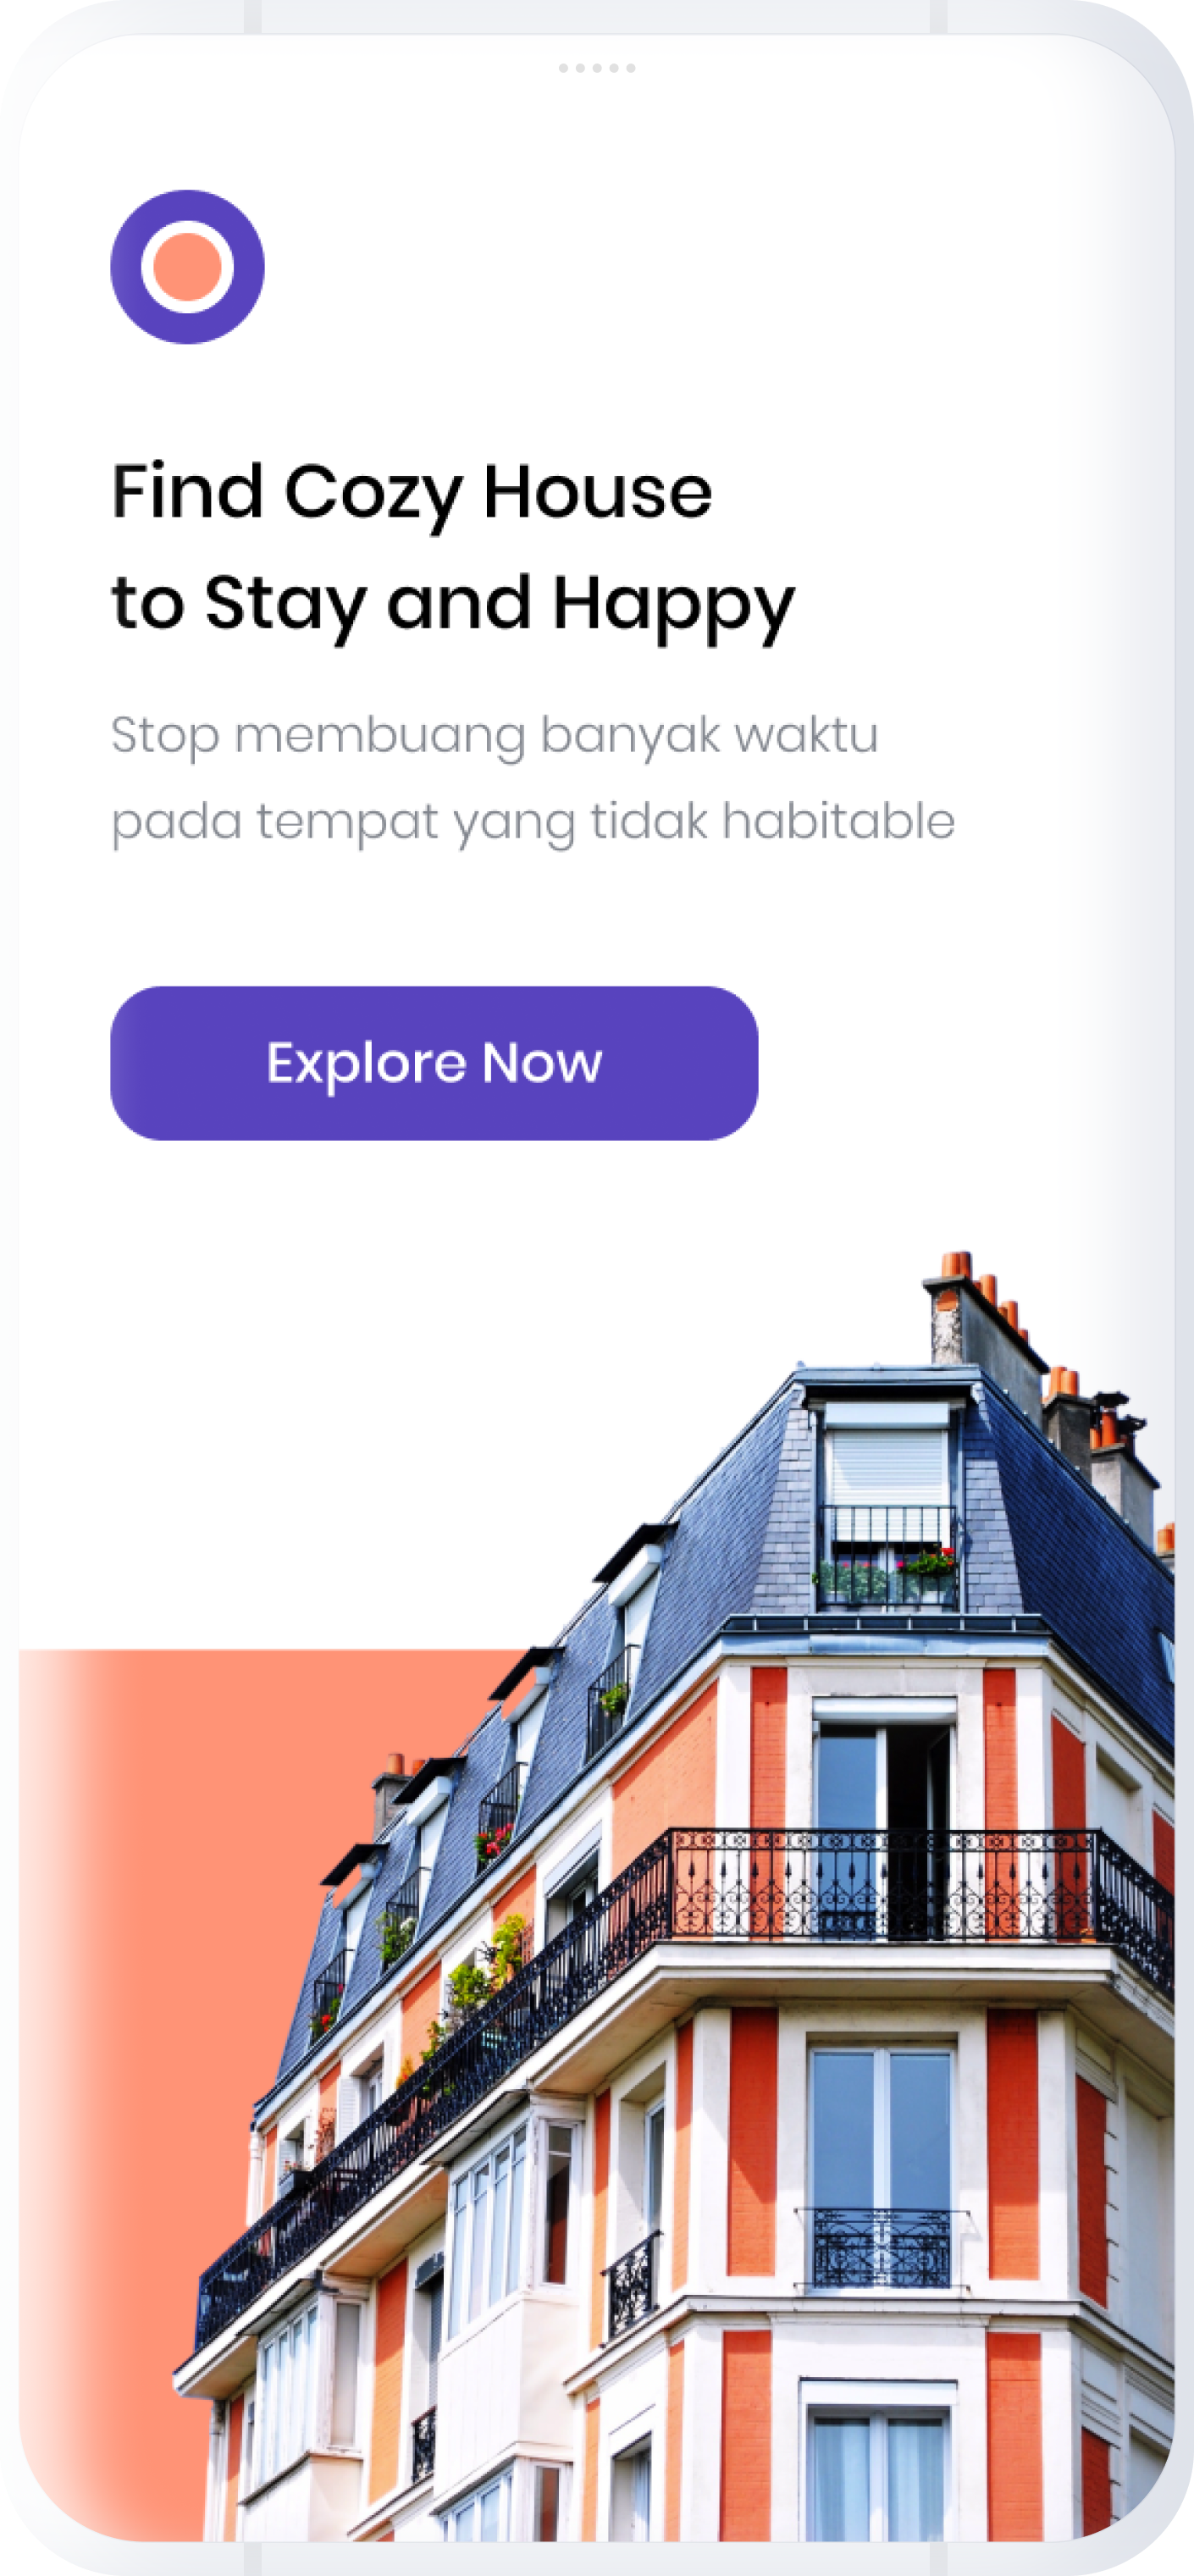 Find Cozy House
to Stay and Happy
Stop membuang banyak waktu
pada tempat yang tidak habitable
Explore Now